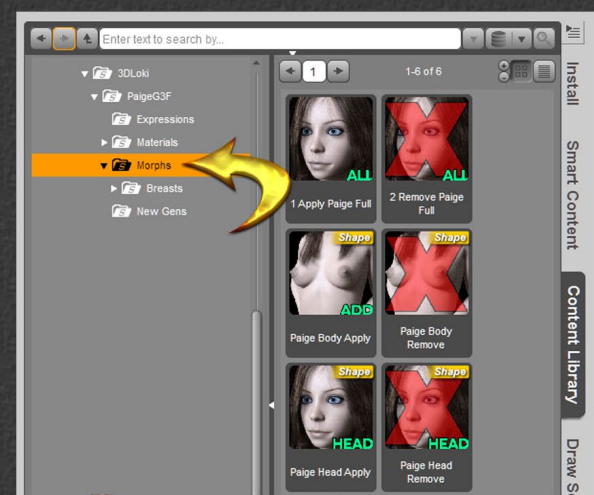 Enter text to search by...
3DLoki
PaigeG3F
Expressions
Materials
Morphs
Breasts
New Gens
1
1-6 of 6
ALL
1 Apply Paige Full
ALL
2 Remove Paige
Full
Shape
ADD
Paige Body Apply
Shape
Paige Body
Remove
Shape
HEAD
Paige Head Apply
Shape
HEAD
Paige Head
Remove
Install
Smart Content
Content Library
Draw S